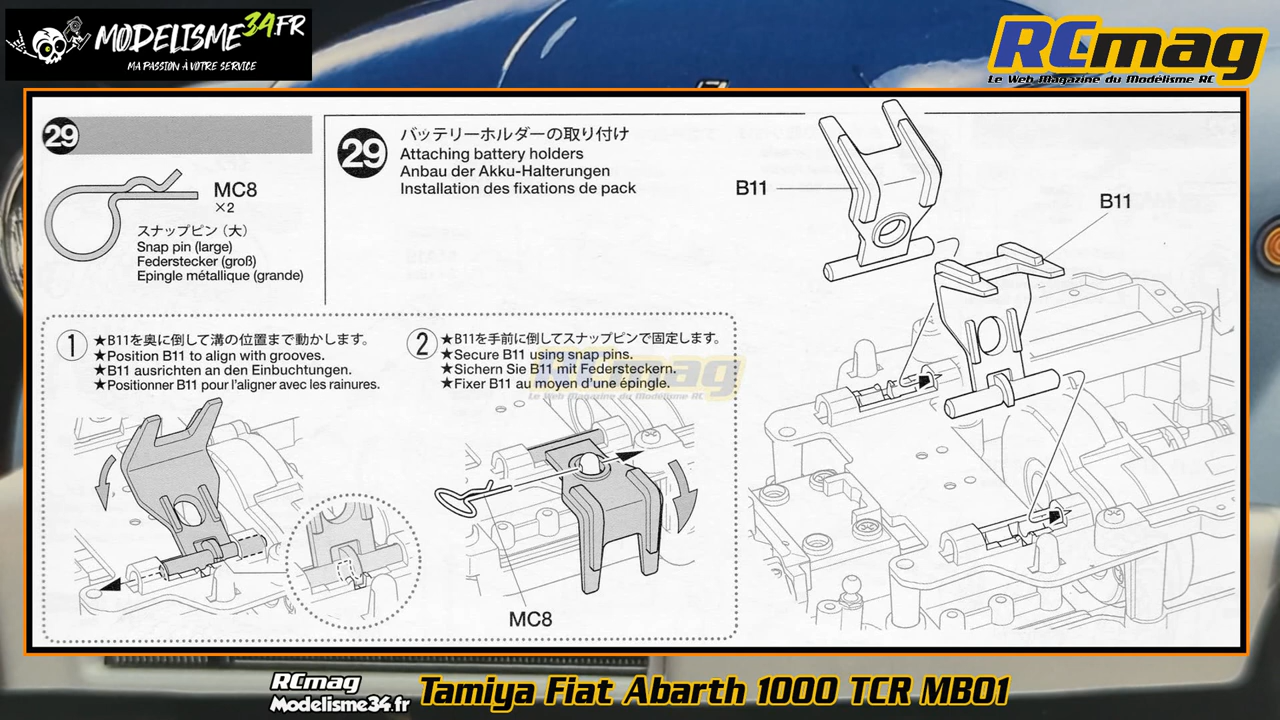 MODELISME34.FR
MA PASSION À VOTRE SERVICE
RCmag
Le Web Magazine du Modélisme RC
29
MC8
×2
スナップピン（大）
Snap pin (large)
Federstecker (groß)
Epingle métallique (grande)
29
バッテリーホルダーの取り付け
Attaching battery holders
Anbau der Akku-Halterungen
Installation des fixations de pack
B11
B11
1
★B11を奥に倒して溝の位置まで動かします。
★Position B11 to align with grooves.
★B11 ausrichten an den Einbuchtungen.
★Positionner B11 pour l'aligner avec les rainures.
2
★B11を手前に倒してスナップピンで固定します。
★Secure B11 using snap pins.
★Sichern Sie B11 mit Federsteckern.
★Fixer B11 au moyen d'une épingle.
RCmag
Le Web Magazine du Modélisme RC
MC8
RCmag
Modelisme34.fr
Tamiya Fiat Abarth 1000 TCR MB01